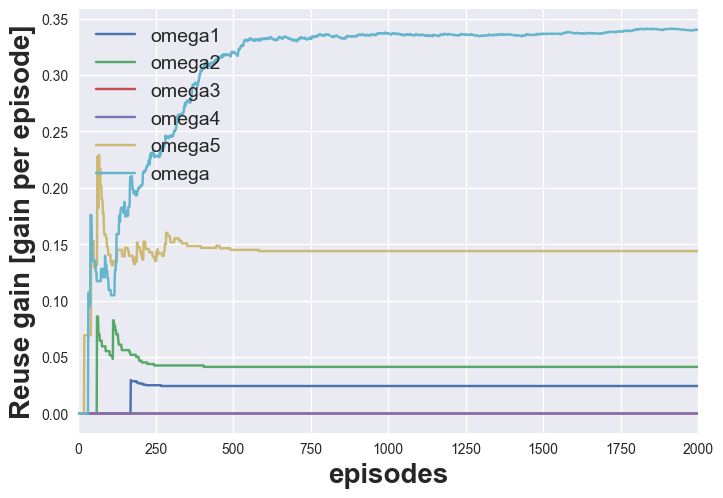 Reuse gain [gain per episode]
0.35
0.30
0.25
0.20
0.15
0.10
0.05
0.00
omega1
omega2
omega3
omega4
omega5
omega
0 250 500 750 1000 1250 1500 1750 2000
episodes